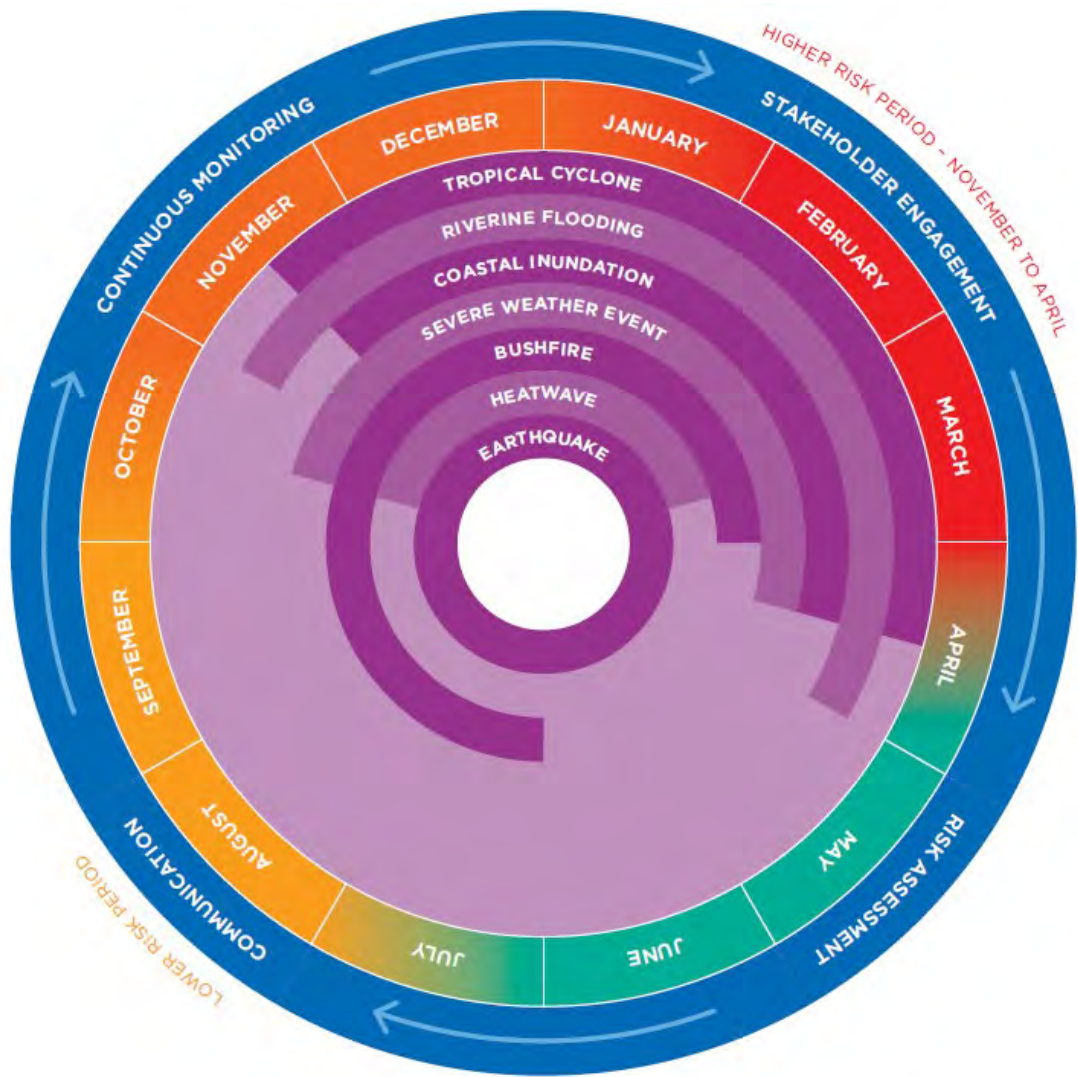 HIGHER RISK PERIOD - NOVEMBER TO APRIL
CONTINUOUS MONITORING
STAKEHOLDER ENGAGEMENT
RISK ASSESSMENT
COMMUNICATION
LOWER RISK PERIOD
JANUARY
FEBRUARY
MARCH
APRIL
MAY
JUNE
JULY
AUGUST
SEPTEMBER
OCTOBER
NOVEMBER
DECEMBER
TROPICAL CYCLONE
RIVERINE FLOODING
COASTAL INUNDATION
SEVERE WEATHER EVENT
BUSHFIRE
HEATWAVE
EARTHQUAKE